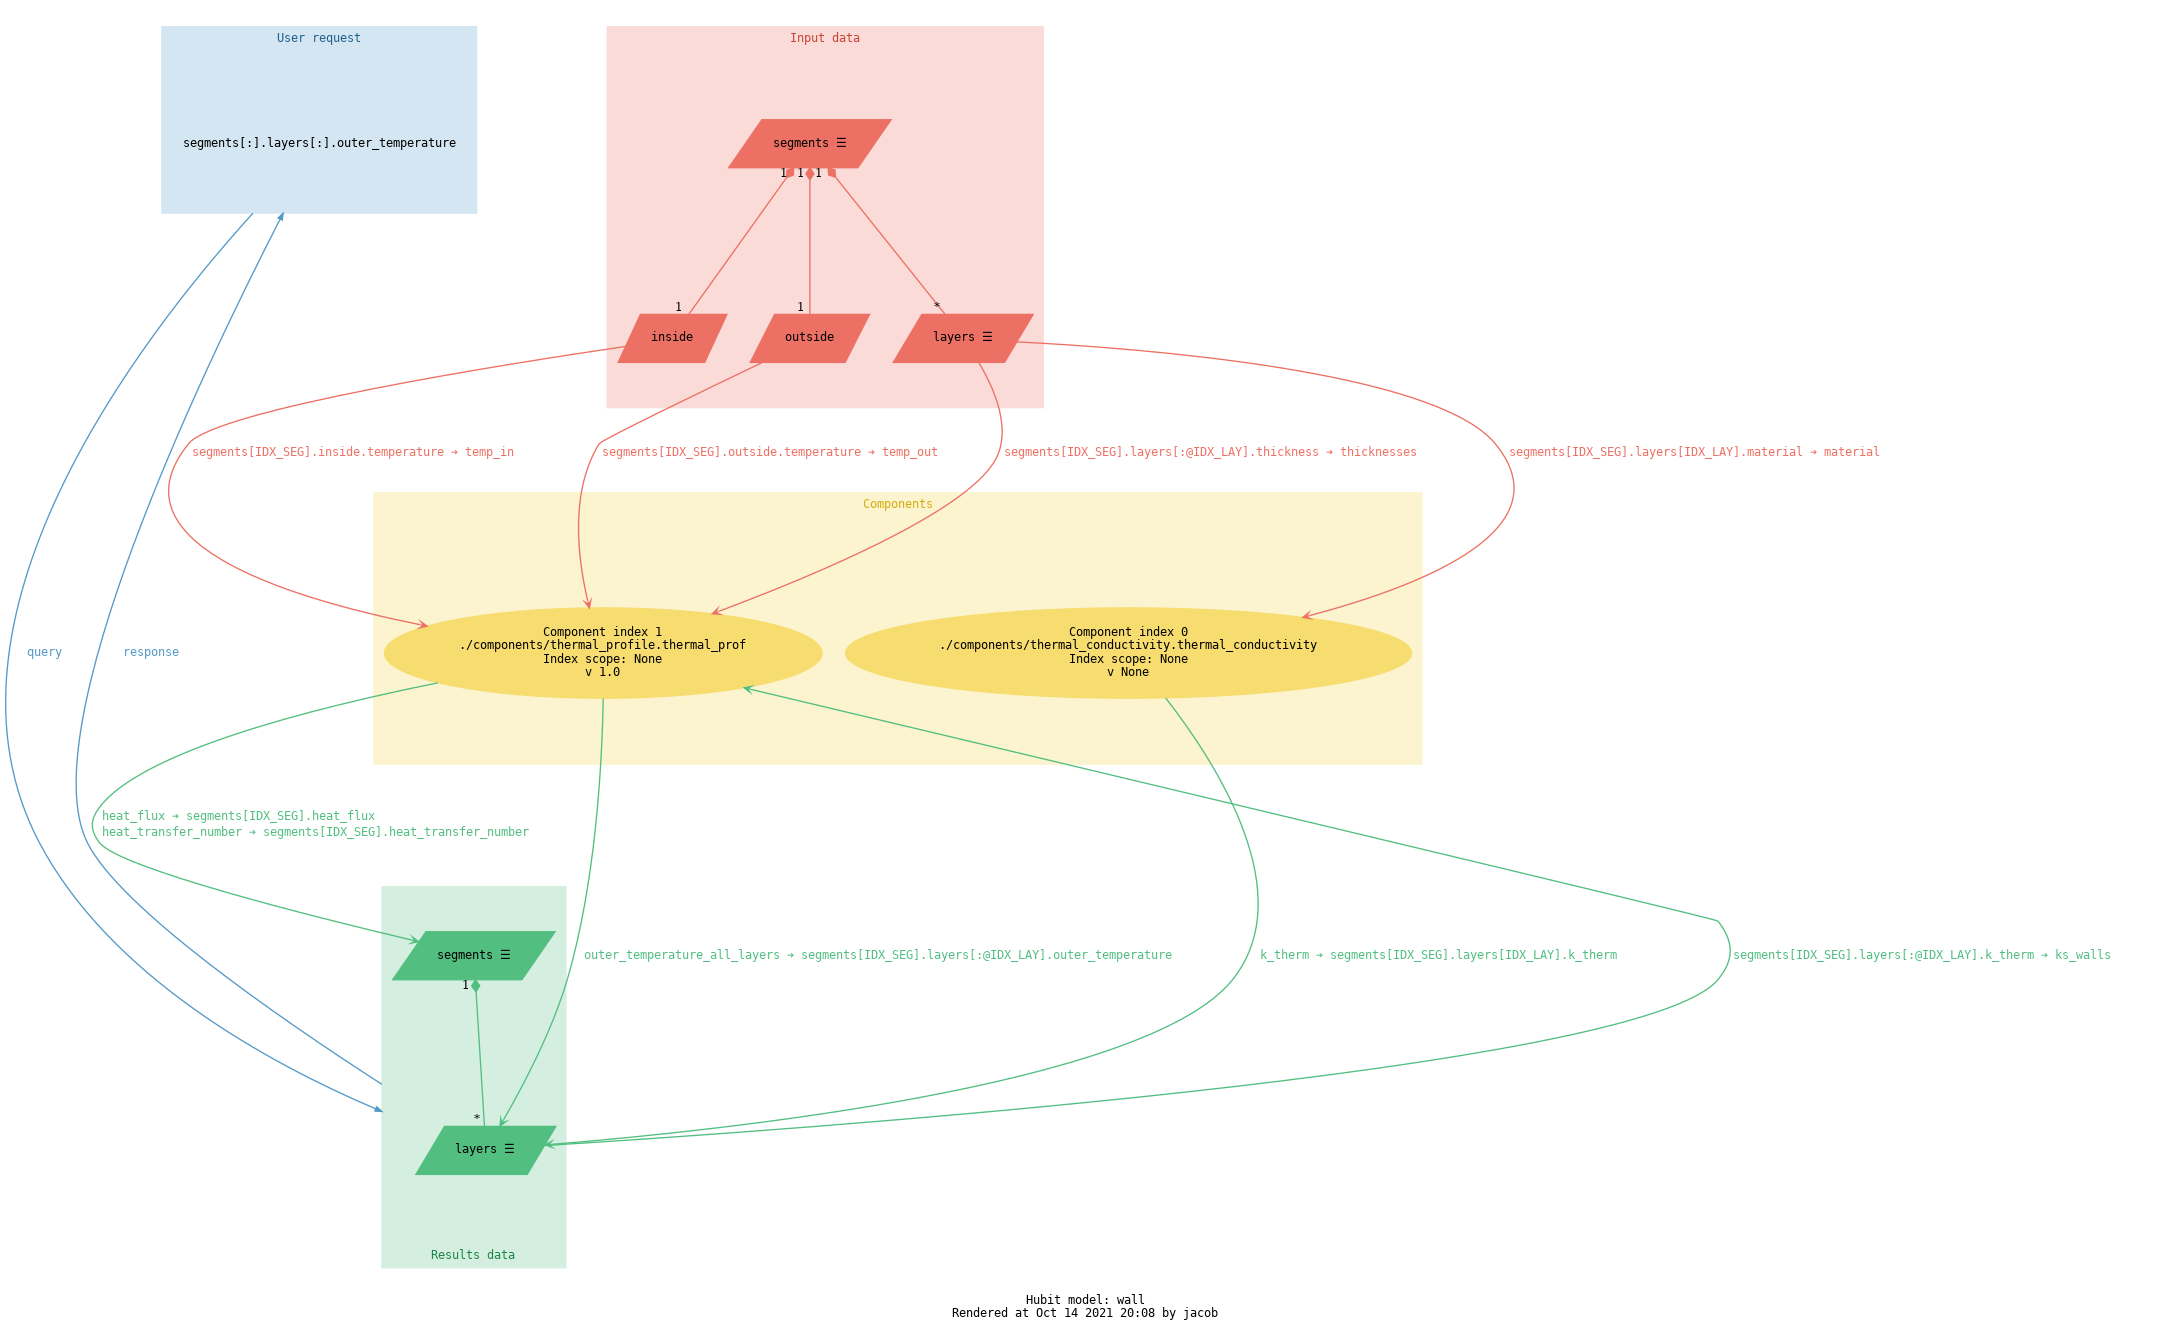 User request
Input data
segments[:].layers[:].outer_temperature
segments ☰
1 1 1
1 1 *
inside outside layers ☰
segments[IDX_SEG].inside.temperature ➔ temp_in
segments[IDX_SEG].outside.temperature ➔ temp_out
segments[IDX_SEG].layers[:@IDX_LAY].thickness ➔ thicknesses
segments[IDX_SEG].layers[IDX_LAY].material ➔ material
Components
Component index 1
./components/thermal_profile.thermal_prof
Index scope: None
v 1.0
Component index 0
./components/thermal_conductivity.thermal_conductivity
Index scope: None
v None
query
response
heat_flux ➔ segments[IDX_SEG].heat_flux
heat_transfer_number ➔ segments[IDX_SEG].heat_transfer_number
segments ☰
1
outer_temperature_all_layers ➔ segments[IDX_SEG].layers[:@IDX_LAY].outer_temperature
k_therm ➔ segments[IDX_SEG].layers[IDX_LAY].k_therm
segments[IDX_SEG].layers[:@IDX_LAY].k_therm ➔ ks_walls
*
layers ☰
Results data
Hubit model: wall
Rendered at Oct 14 2021 20:08 by jacob